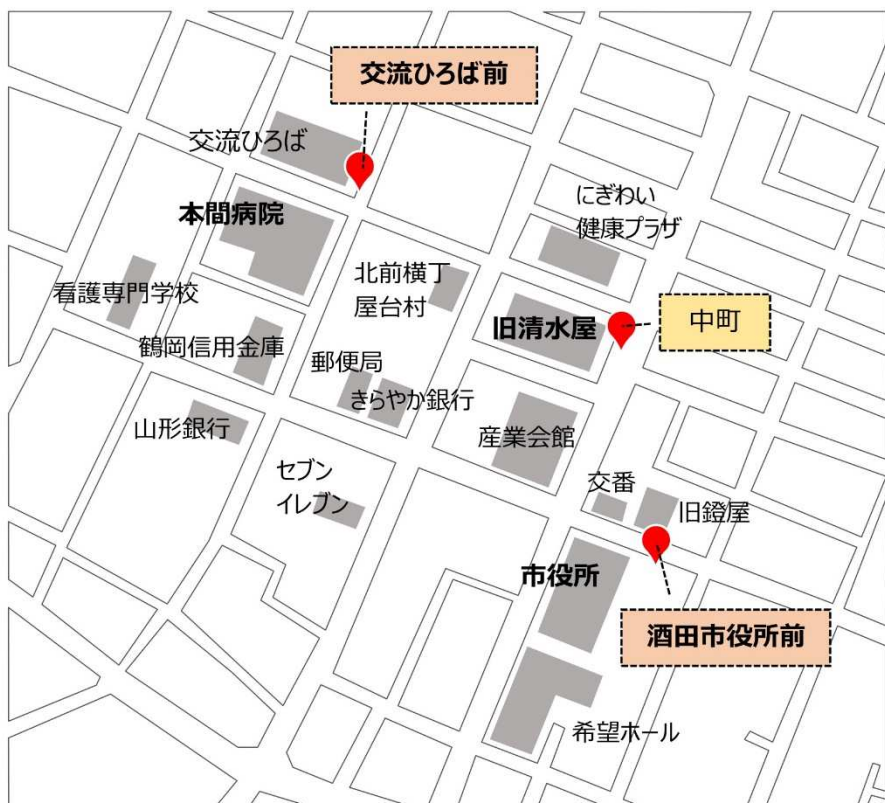 交流ひろば前
交流ひろば
本間病院
にぎわい
健康プラザ
看護専門学校
北前横丁
屋台村
旧清水屋
中町
鶴岡信用金庫
郵便局
きらやか銀行
山形銀行
産業会館
セブン
イレブン
交番
旧鐙屋
市役所
酒田市役所前
希望ホール